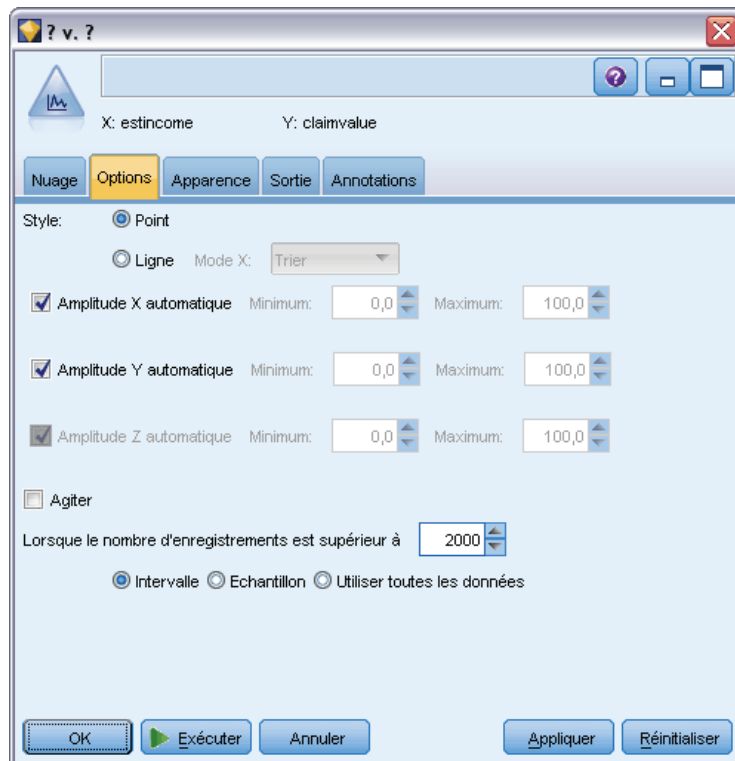 ? v. ?
X: estincome Y: claimvalue
Nuage Options Apparence Sortie Annotations
Style: Point
Ligne Mode X: Trier
Amplitude X automatique Minimum: 0,0 Maximum: 100,0
Amplitude Y automatique Minimum: 0,0 Maximum: 100,0
Amplitude Z automatique Minimum: 0,0 Maximum: 100,0
Agiter
Lorsque le nombre d'enregistrements est supérieur à 2000
Intervalle Echantillon Utiliser toutes les données
OK Exécuter Annuler Appliquer Réinitialiser